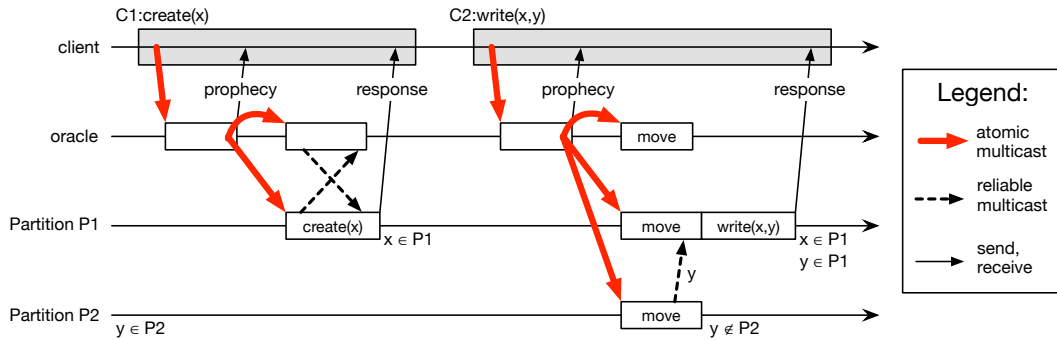 C1:create(x)
C2:write(x,y)
client
prophecy
response
prophecy
response
oracle
move
Partition P1
create(x)
x ∈ P1
move
write(x,y)
x ∈ P1
y ∈ P1
y
Partition P2
y ∈ P2
move
y ∉ P2
Legend:
atomic
multicast
reliable
multicast
send,
receive